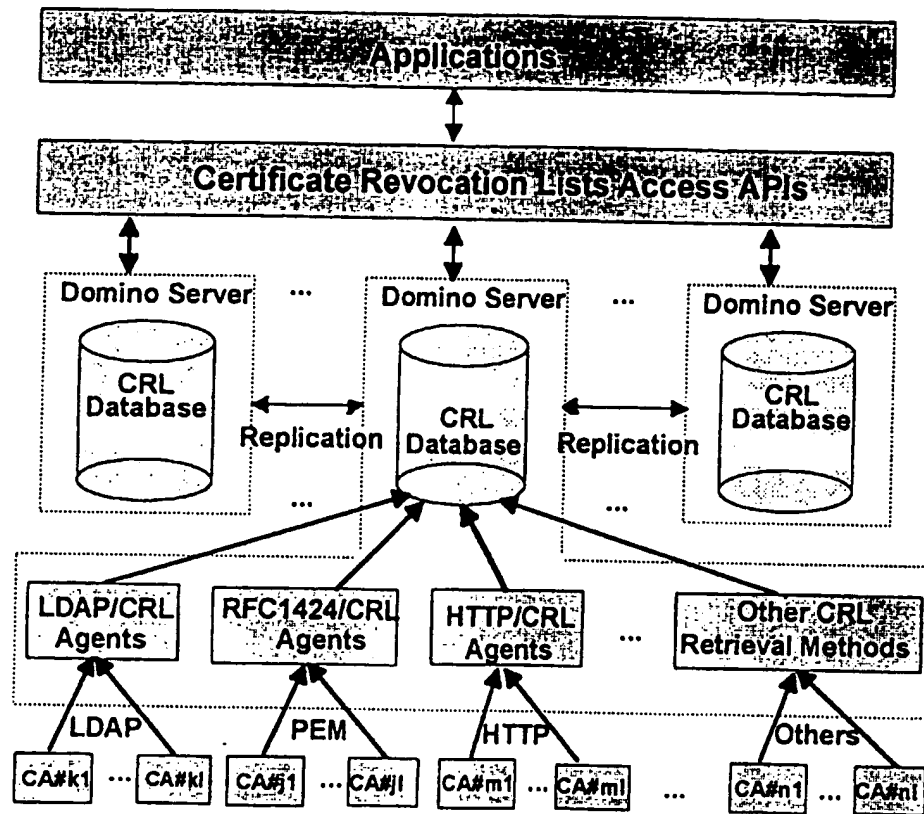 Applications
Certificate Revocation Lists Access APIs
Domino Server
...
Domino Server
...
Domino Server
CRL
Database
CRL
Database
CRL
Database
Replication
Replication
...
...
LDAP/CRL
Agents
RFC1424/CRL
Agents
HTTP/CRL
Agents
...
Other CRL
Retrieval Methods
LDAP
PEM
HTTP
Others
CA#k1
...
CA#kl
CA#j1
...
CA#jl
CA#m1
...
CA#ml
...
CA#n1
...
CA#nl